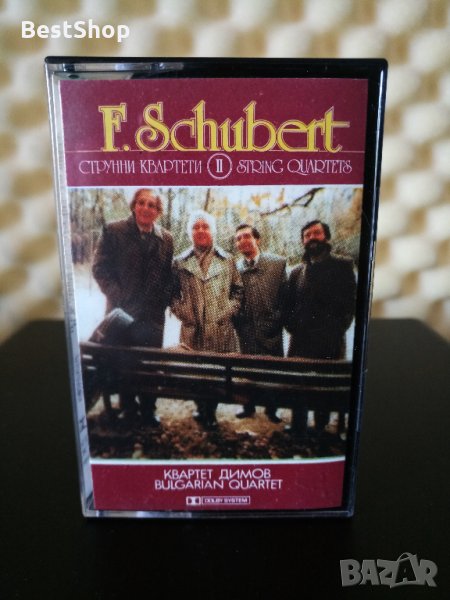 BestShop
F. Schubert
СТРУННИ КВАРТЕТИ II STRING QUARTETS
КВАРТЕТ ДИМОВ
BULGARIAN QUARTET
DOLBY SYSTEM
BAZAR